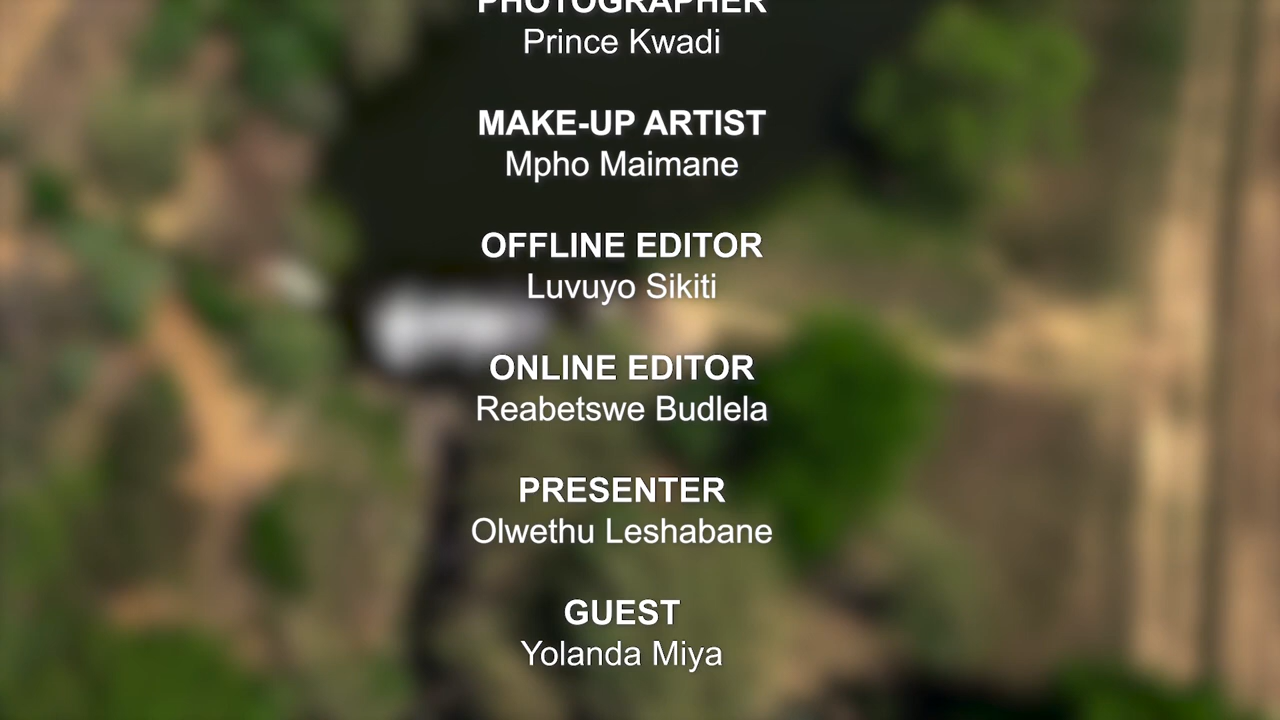 PHOTOGRAPHER
Prince Kwadi
MAKE-UP ARTIST
Mpho Maimane
OFFLINE EDITOR
Luvuyo Sikiti
ONLINE EDITOR
Reabetswe Budlela
PRESENTER
Olwethu Leshabane
GUEST
Yolanda Miya